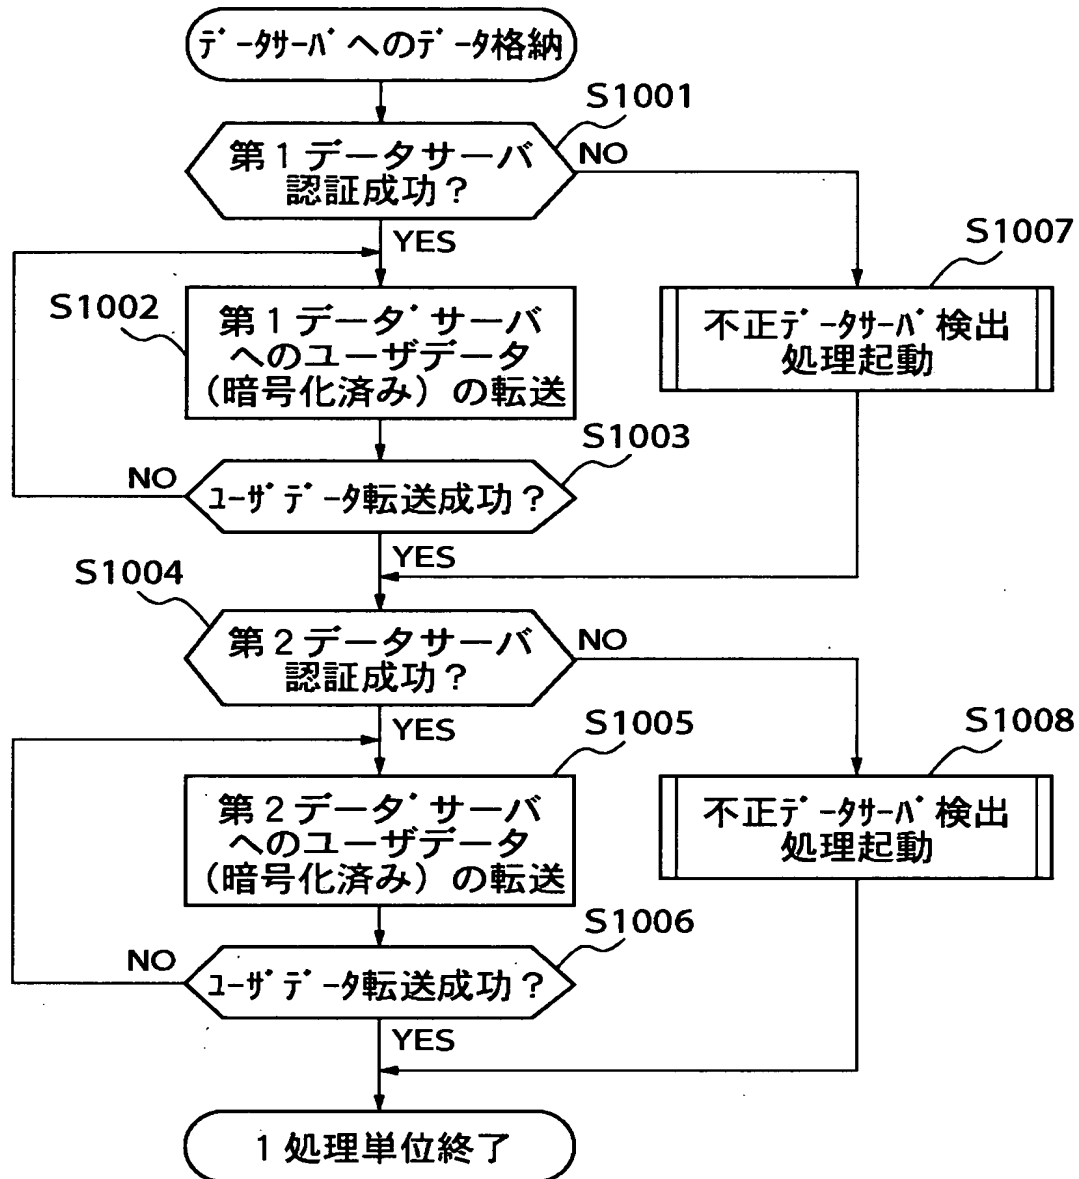 ﾃﾞｰﾀｻｰﾊﾞへのﾃﾞｰﾀ格納
S1001
第1データサーバ
認証成功？
NO
YES
S1007
不正ﾃﾞｰﾀｻｰﾊﾞ検出
処理起動
S1002
第1データ゛サーバ
へのユーザデータ
（暗号化済み）の転送
S1003
ﾕｰｻﾞﾃﾞｰﾀ転送成功？
NO
YES
S1004
第2データサーバ
認証成功？
NO
YES
S1005
S1008
第2データ゛サーバ
へのユーザデータ
（暗号化済み）の転送
不正ﾃﾞｰﾀｻｰﾊﾞ検出
処理起動
S1006
ﾕｰｻﾞﾃﾞｰﾀ転送成功？
NO
YES
1処理単位終了